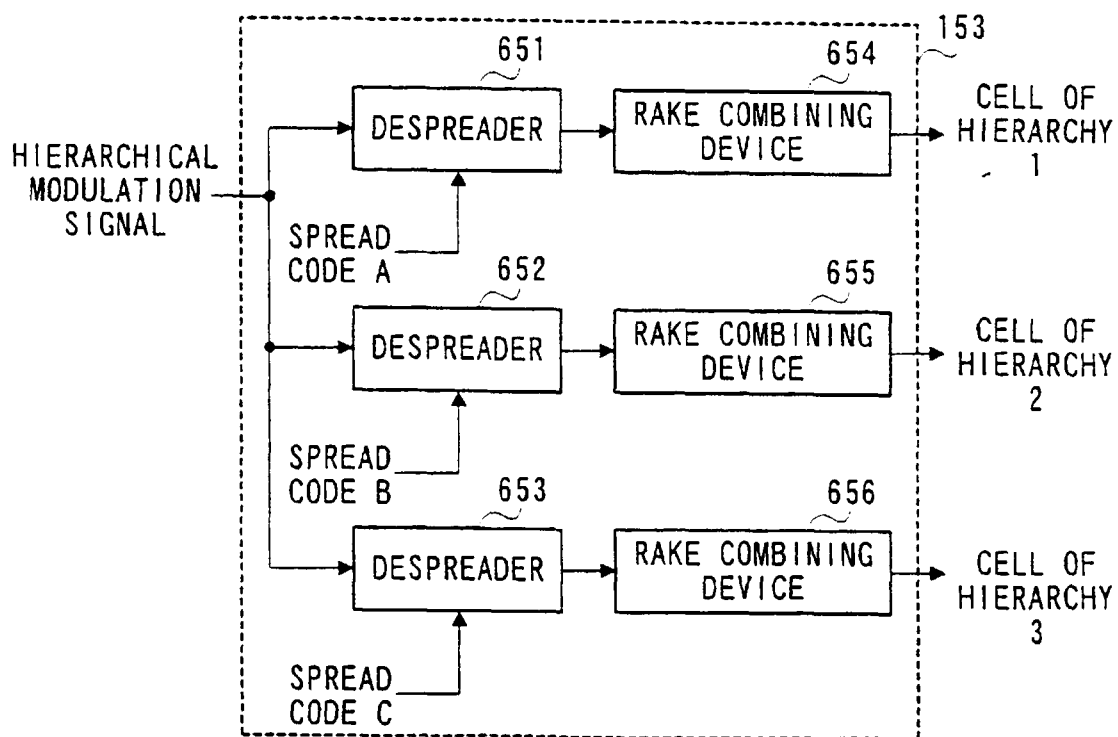 153
651
654
DESPREADER
RAKE COMBINING
DEVICE
CELL OF
HIERARCHY
1
HIERARCHICAL
MODULATION
SIGNAL
SPREAD
CODE A
652
655
DESPREADER
RAKE COMBINING
DEVICE
CELL OF
HIERARCHY
2
SPREAD
CODE B
653
656
DESPREADER
RAKE COMBINING
DEVICE
CELL OF
HIERARCHY
3
SPREAD
CODE C